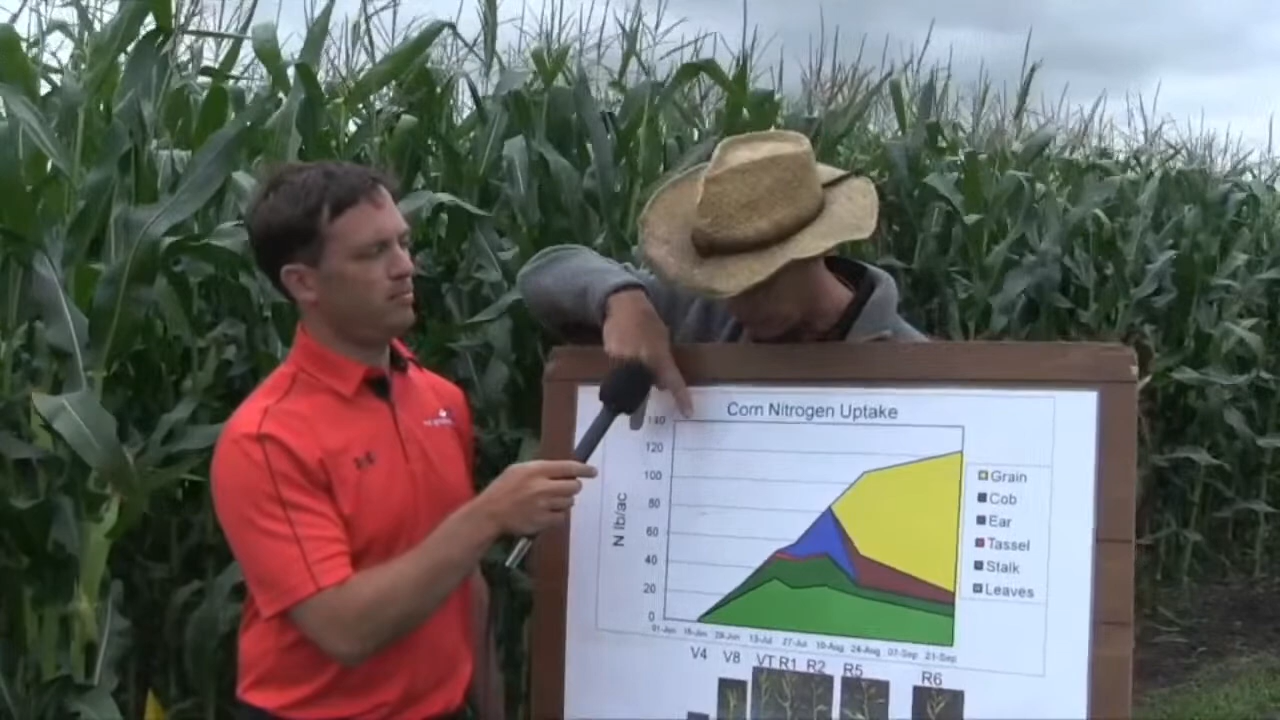 Corn Nitrogen Uptake
140
120
100
80
60
40
20
0
N lb/ac
01-Jun 15-Jun 29-Jun 13-Jul 27-Jul 10-Aug 24-Aug 07-Sep 21-Sep
Grain
Cob
Ear
Tassel
Stalk
Leaves
V4 V8 VT R1 R2 R5 R6